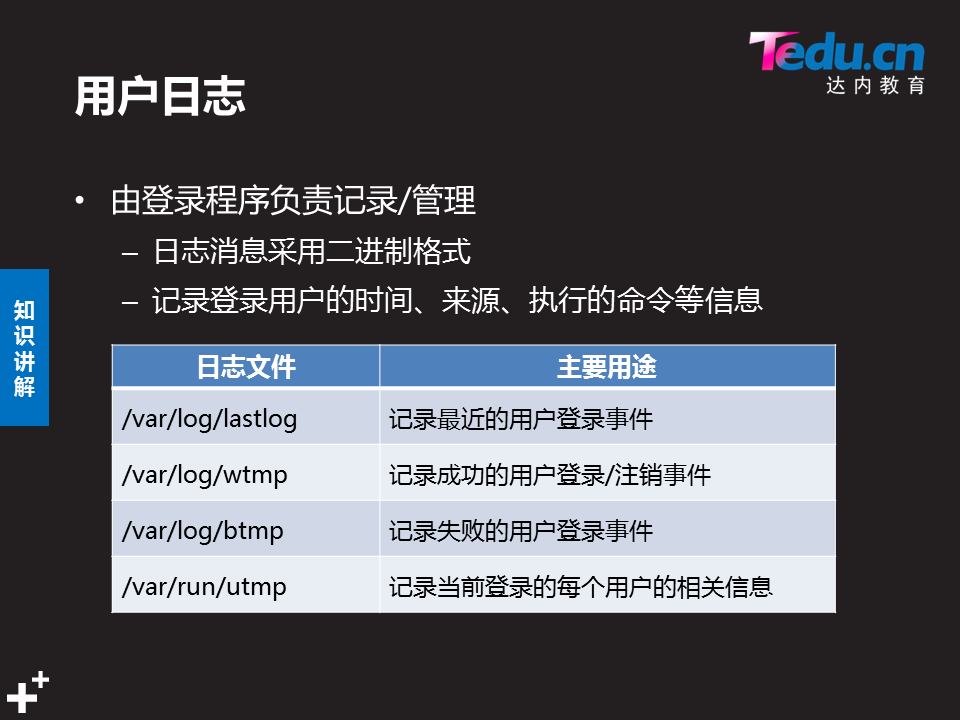 Tedu.cn
达内教育
用户日志
• 由登录程序负责记录/管理
– 日志消息采用二进制格式
– 记录登录用户的时间、来源、执行的命令等信息
知识讲解
日志文件 主要用途
/var/log/lastlog 记录最近的用户登录事件
/var/log/wtmp 记录成功的用户登录/注销事件
/var/log/btmp 记录失败的用户登录事件
/var/run/utmp 记录当前登录的每个用户的相关信息